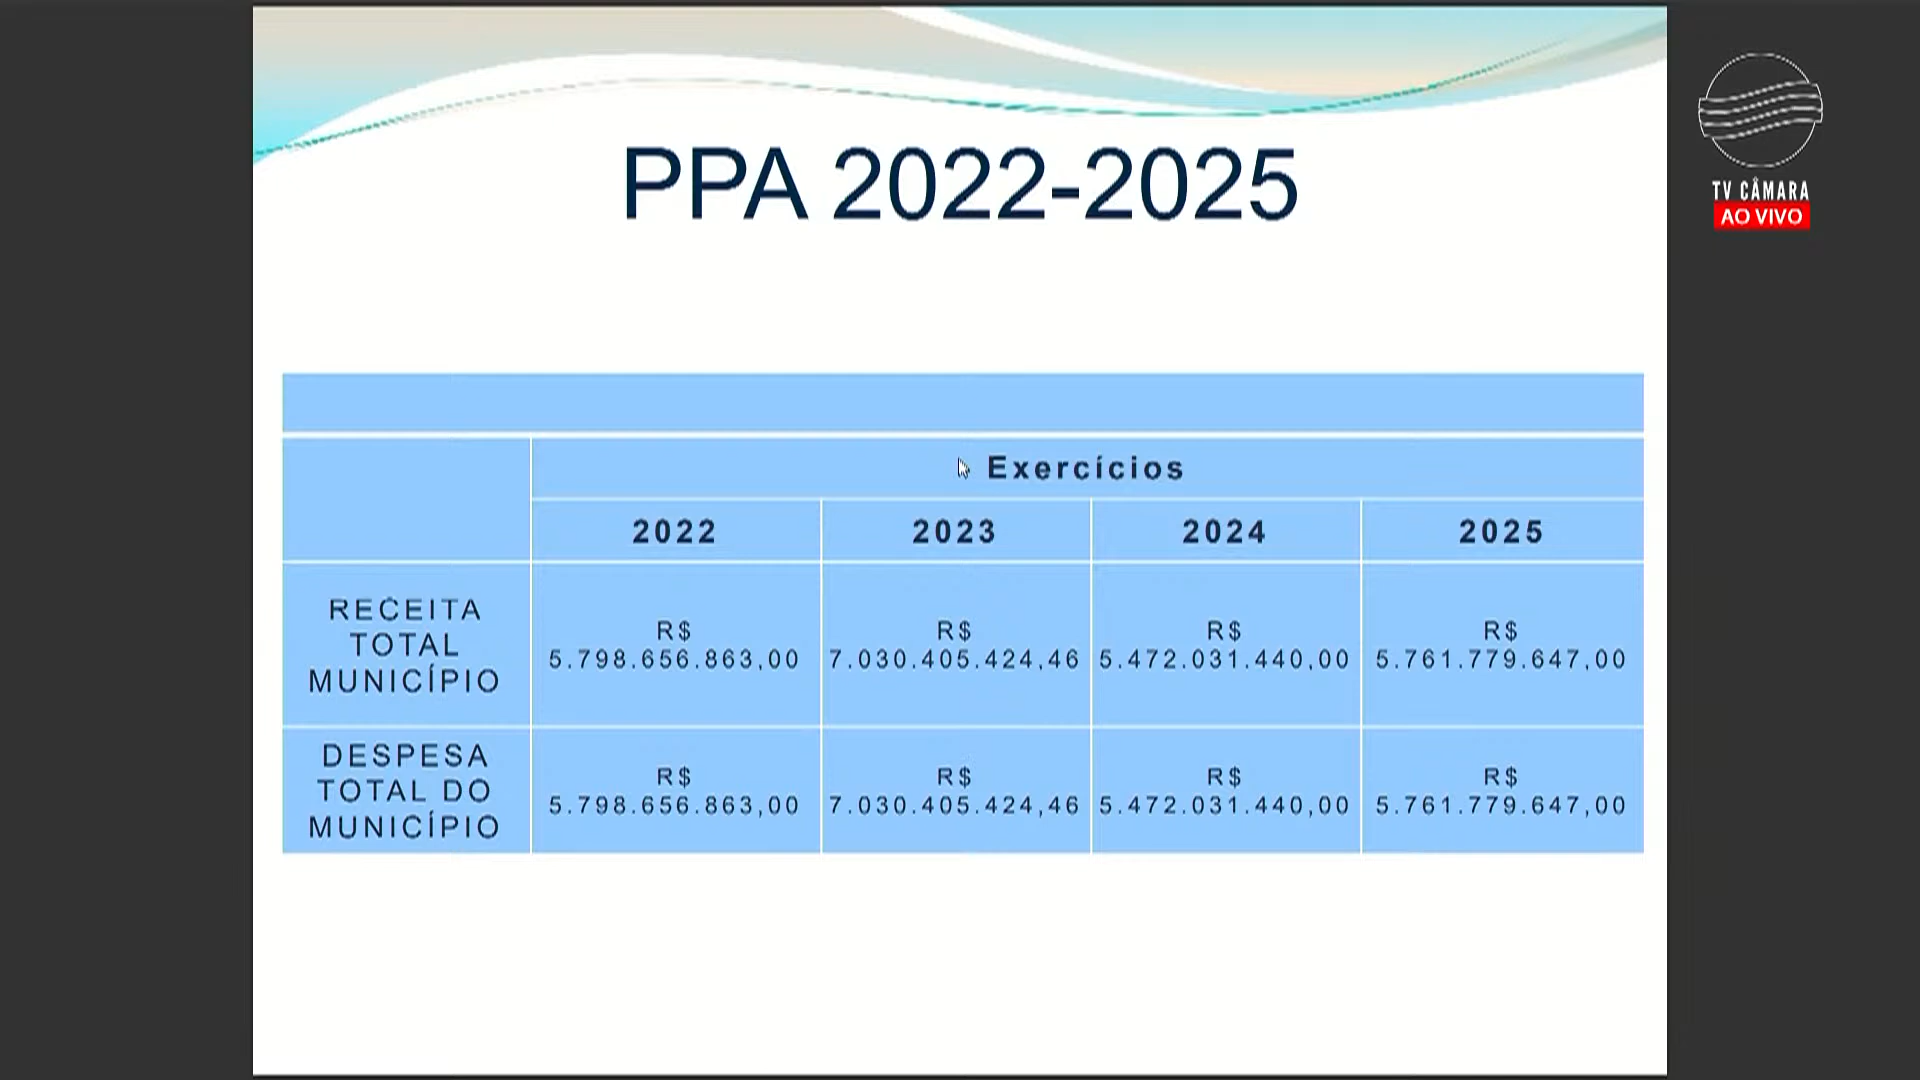 PPA 2022-2025
TV CÂMARA
AO VIVO
Exercícios
2022 2023 2024 2025
RECEITA
TOTAL
MUNICÍPIO
R$ R$ R$ R$
5.798.656.863,00 7.030.405.424,46 5.472.031.440,00 5.761.779.647,00
DESPESA
TOTAL DO
MUNICÍPIO
R$ R$ R$ R$
5.798.656.863,00 7.030.405.424,46 5.472.031.440,00 5.761.779.647,00